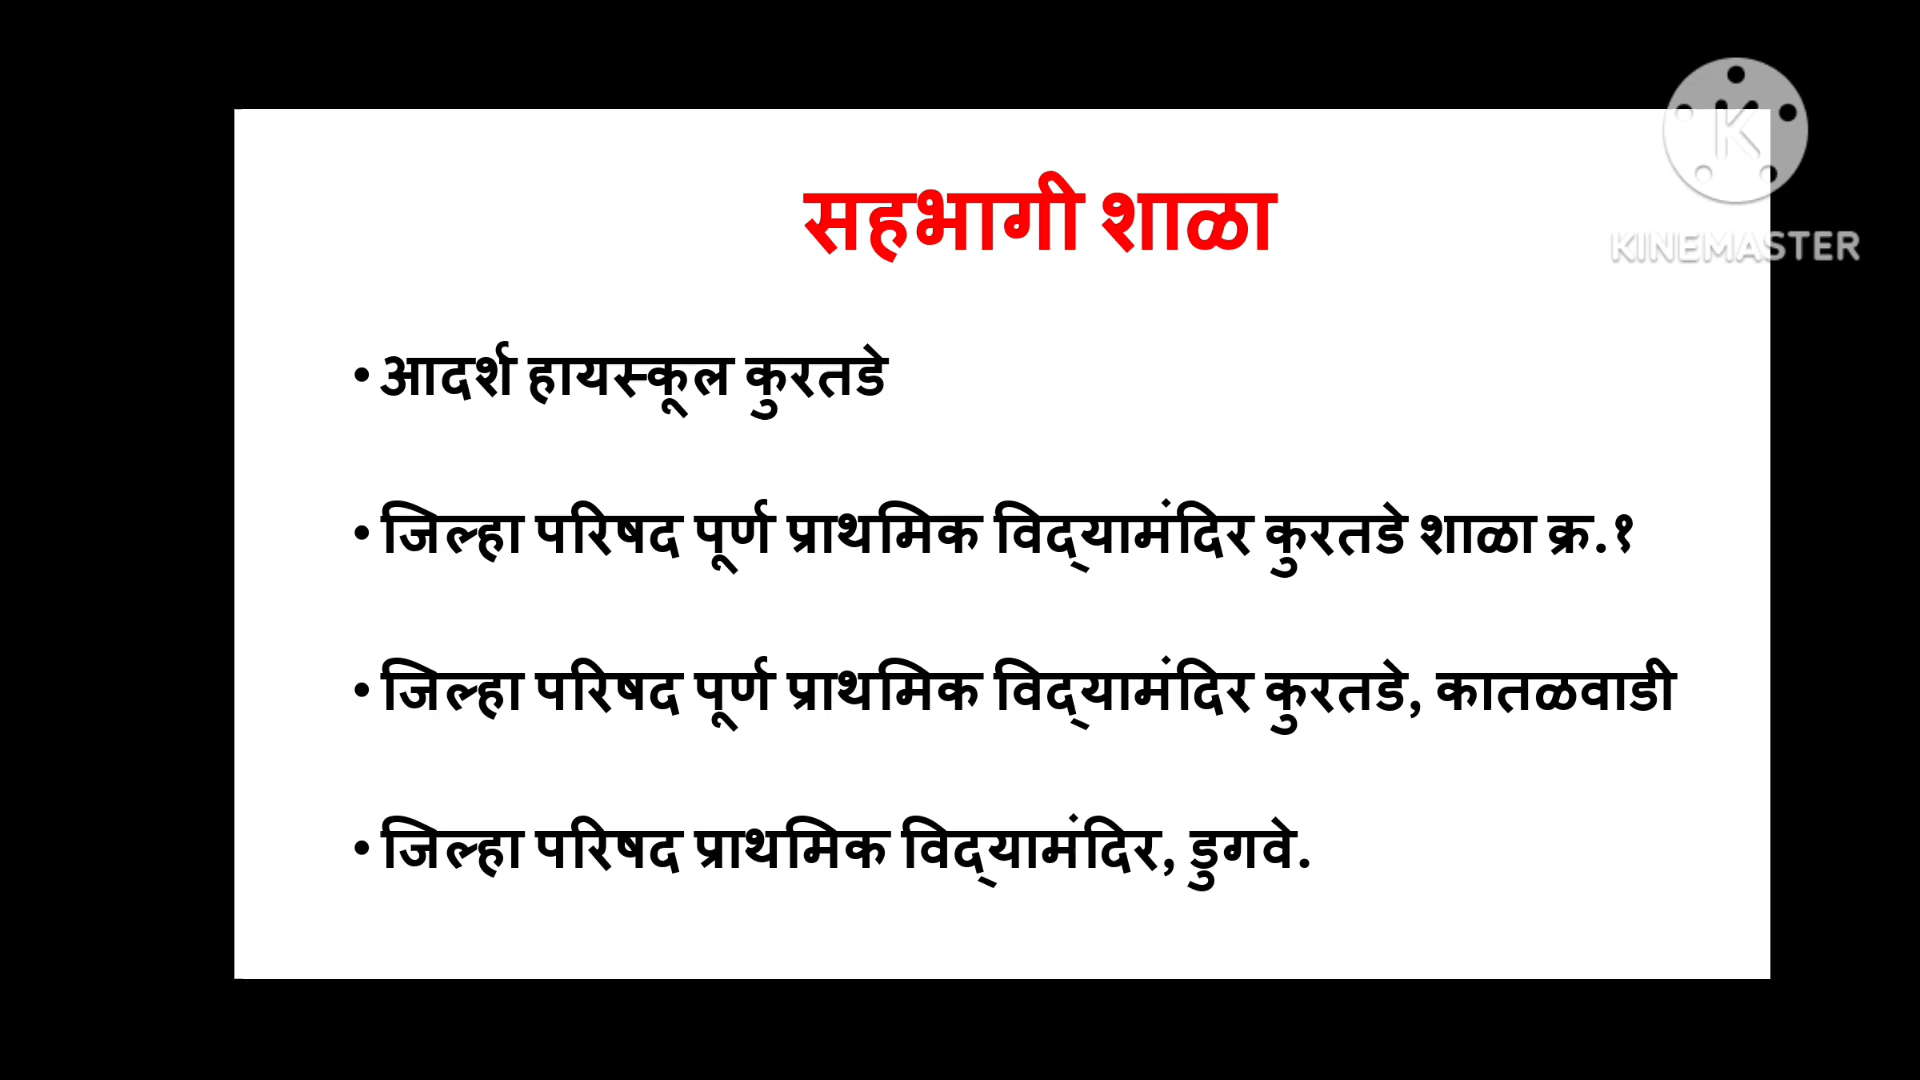 सहभागी शाळा
KINEMASTER
• आदर्श हायस्कूल कुरतडे
• जिल्हा परिषद पूर्ण प्राथमिक विद्‌यामंदिर कुरतडे शाळा क्र.१
• जिल्हा परिषद पूर्ण प्राथमिक विद्‌यामंदिर कुरतडे, कातळवाडी
• जिल्हा परिषद प्राथमिक विद्‌यामंदिर, डुगवे.